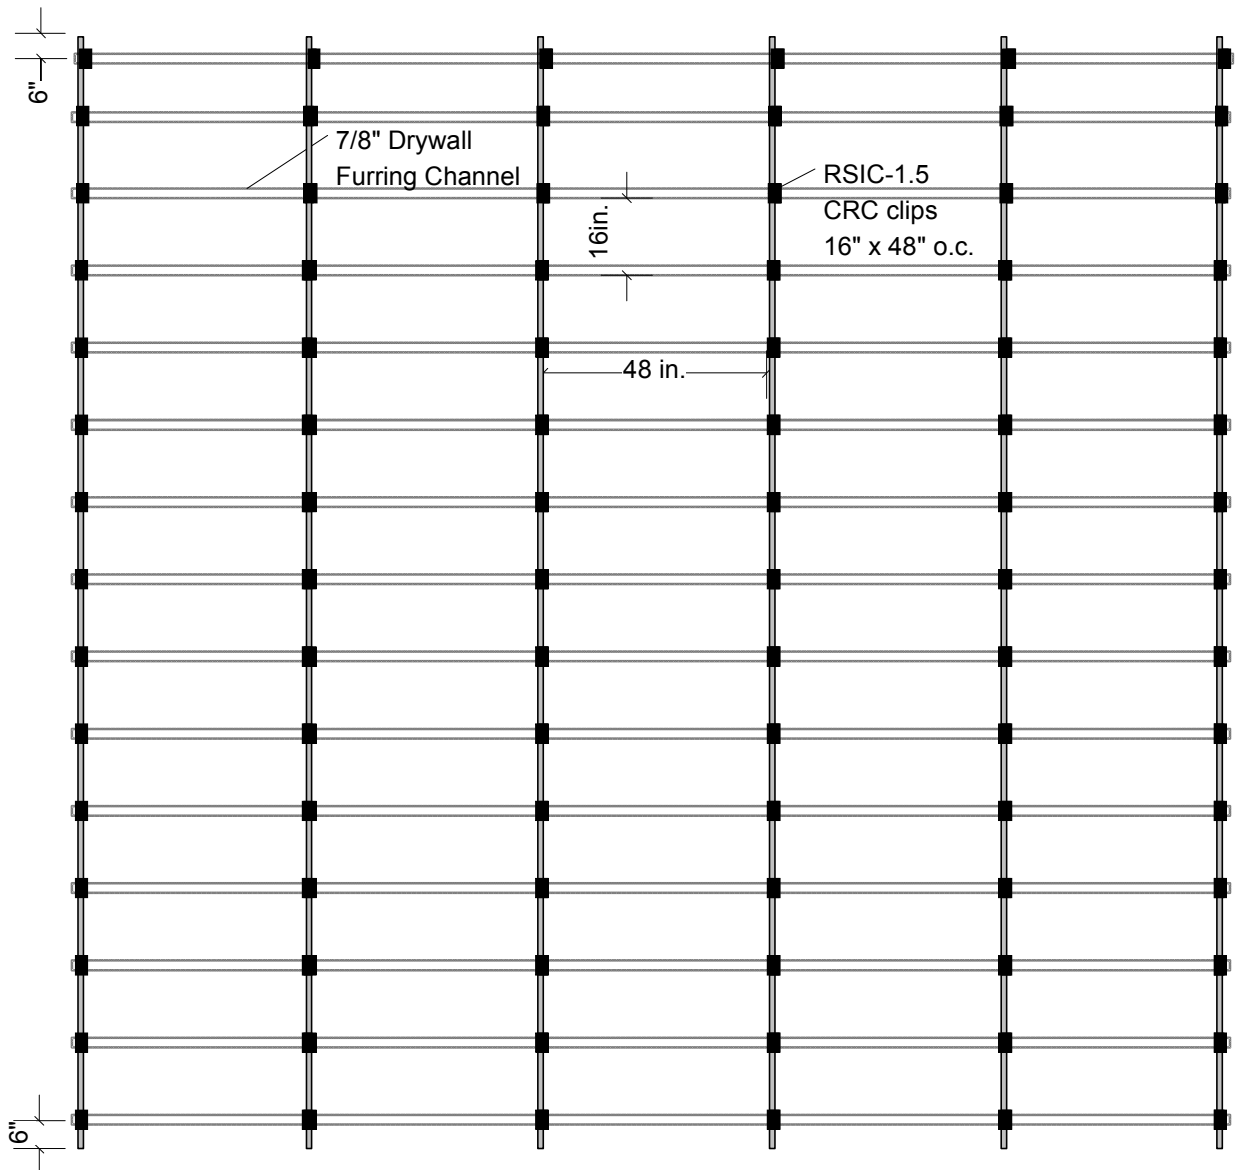 6"
7/8" Drywall
Furring Channel
RSIC-1.5
CRC clips
16" x 48" o.c.
16in.
48 in.
6"